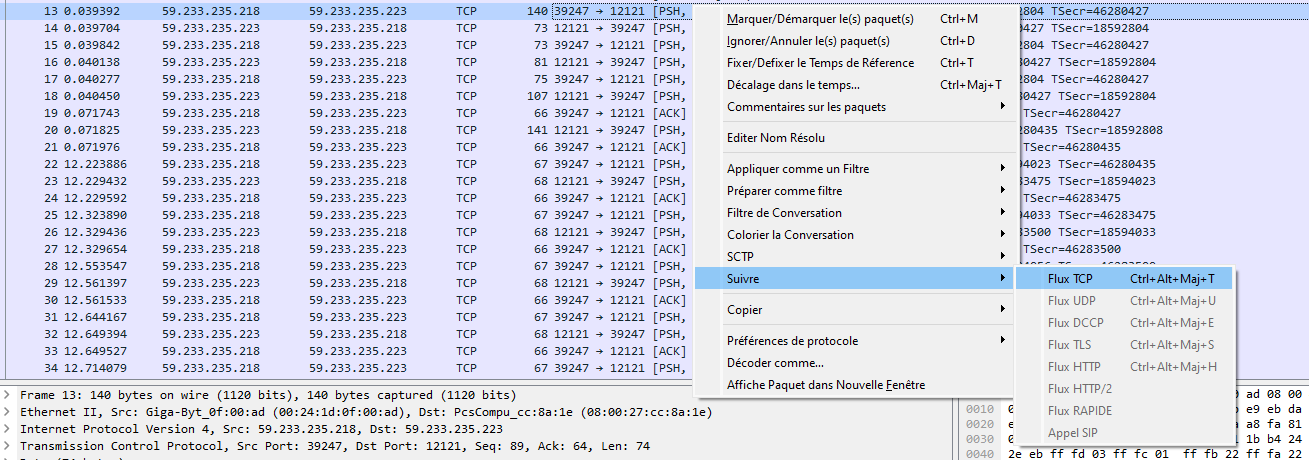 13 0.039392 59.233.235.218 59.233.235.223 TCP 140 39247 → 12121 [PSH, 2804 TSecr=46280427
14 0.039704 59.233.235.223 59.233.235.218 TCP 73 12121 → 39247 [PSH, 0427 TSecr=18592804
15 0.039842 59.233.235.218 59.233.235.223 TCP 73 39247 → 12121 [PSH, 2804 TSecr=46280427
16 0.040138 59.233.235.223 59.233.235.218 TCP 81 12121 → 39247 [PSH, 80427 TSecr=18592804
17 0.040277 59.233.235.218 59.233.235.223 TCP 75 39247 → 12121 [PSH, 2804 TSecr=46280427
18 0.040450 59.233.235.223 59.233.235.218 TCP 107 12121 → 39247 [PSH, 80427 TSecr=18592804
19 0.071743 59.233.235.218 59.233.235.223 TCP 66 39247 → 12121 [ACK] TSecr=46280427
20 0.071825 59.233.235.223 59.233.235.218 TCP 141 12121 → 39247 [PSH, 80435 TSecr=18592808
21 0.071976 59.233.235.218 59.233.235.223 TCP 66 39247 → 12121 [ACK] TSecr=46280435
22 12.223886 59.233.235.218 59.233.235.223 TCP 67 39247 → 12121 [PSH, 94023 TSecr=46280435
23 12.229432 59.233.235.223 59.233.235.218 TCP 68 12121 → 39247 [PSH, 83475 TSecr=18594023
24 12.229592 59.233.235.218 59.233.235.223 TCP 66 39247 → 12121 [ACK] TSecr=46283475
25 12.323890 59.233.235.218 59.233.235.223 TCP 67 39247 → 12121 [PSH, 94033 TSecr=46283475
26 12.329436 59.233.235.223 59.233.235.218 TCP 68 12121 → 39247 [PSH, 83500 TSecr=18594033
27 12.329654 59.233.235.218 59.233.235.223 TCP 66 39247 → 12121 [ACK] TSecr=46283500
28 12.553547 59.233.235.218 59.233.235.223 TCP 67 39247 → 12121 [PSH,
29 12.561397 59.233.235.223 59.233.235.218 TCP 68 12121 → 39247 [PSH,
30 12.561533 59.233.235.218 59.233.235.223 TCP 66 39247 → 12121 [ACK]
31 12.644167 59.233.235.218 59.233.235.223 TCP 67 39247 → 12121 [PSH,
32 12.649394 59.233.235.223 59.233.235.218 TCP 68 12121 → 39247 [PSH,
33 12.649527 59.233.235.218 59.233.235.223 TCP 66 39247 → 12121 [ACK]
34 12.714079 59.233.235.218 59.233.235.223 TCP 67 39247 → 12121 [PSH,
Marquer/Démarquer le(s) paquet(s) Ctrl+M
Ignorer/Annuler le(s) paquet(s) Ctrl+D
Fixer/Defixer le Temps de Réference Ctrl+T
Décalage dans le temps... Ctrl+Maj+T
Commentaires sur les paquets
Editer Nom Résolu
Appliquer comme un Filtre
Préparer comme filtre
Filtre de Conversation
Colorier la Conversation
SCTP
Suivre
Copier
Préférences de protocole
Décoder comme...
Affiche Paquet dans Nouvelle Fenêtre
Flux TCP Ctrl+Alt+Maj+T
Flux UDP Ctrl+Alt+Maj+U
Flux DCCP Ctrl+Alt+Maj+E
Flux TLS Ctrl+Alt+Maj+S
Flux HTTP Ctrl+Alt+Maj+H
Flux HTTP/2
Flux RAPIDE
Appel SIP
Frame 13: 140 bytes on wire (1120 bits), 140 bytes captured (1120 bits)
Ethernet II, Src: Giga-Byt_0f:00:ad (00:24:1d:0f:00:ad), Dst: PcsCompu_cc:8a:1e (08:00:27:cc:8a:1e)
Internet Protocol Version 4, Src: 59.233.235.218, Dst: 59.233.235.223
Transmission Control Protocol, Src Port: 39247, Dst Port: 12121, Seq: 89, Ack: 64, Len: 74
ad 08 00
0010 e9 eb da
0020 a8 fa 81
0030 1 1b b4 24
0040 2e eb ff fd 03 ff fc 01 ff fb 22 ff fa 22